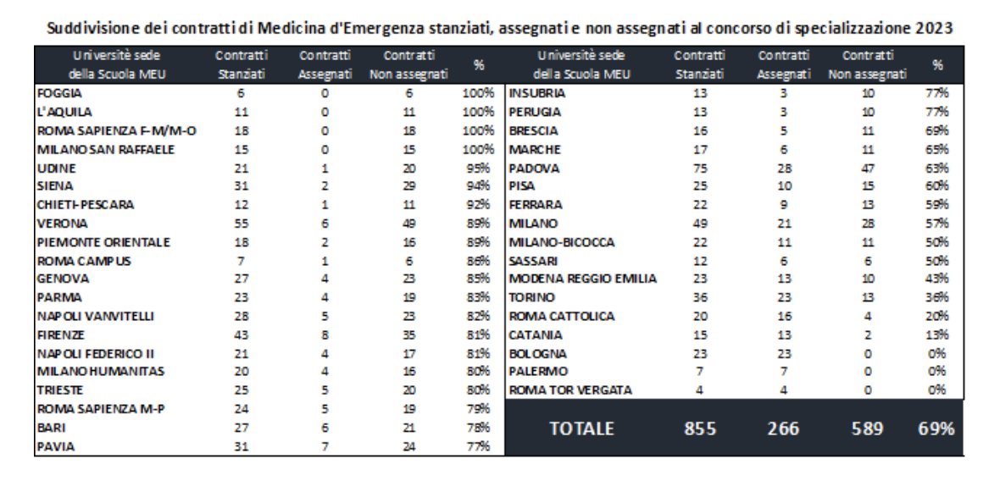 Suddivisione dei contratti di Medicina d'Emergenza stanziati, assegnati e non assegnati al concorso di specializzazione 2023
Università sede della Scuola MEU Contratti Stanziati Contratti Assegnati Contratti Non assegnati %
FOGGIA 6 0 6 100%
L'AQUILA 11 0 11 100%
ROMA SAPIENZA F-M/M-O 18 0 18 100%
MILANO SAN RAFFAELE 15 0 15 100%
UDINE 21 1 20 95%
SIENA 31 2 29 94%
CHIETI-PESCARA 12 1 11 92%
VERONA 55 6 49 89%
PIEMONTE ORIENTALE 18 2 16 89%
ROMA CAMPUS 7 1 6 86%
GENOVA 27 4 23 85%
PARMA 23 4 19 83%
NAPOLI VANVITELLI 28 5 23 82%
FIRENZE 43 8 35 81%
NAPOLI FEDERICO II 21 4 17 81%
MILANO HUMANITAS 20 4 16 80%
TRIESTE 25 5 20 80%
ROMA SAPIENZA M-P 24 5 19 79%
BARI 27 6 21 78%
PAVIA 31 7 24 77%
Università sede della Scuola MEU Contratti Stanziati Contratti Assegnati Contratti Non assegnati %
INSUBRIA 13 3 10 77%
PERUGIA 13 3 10 77%
BRESCIA 16 5 11 69%
MARCHE 17 6 11 65%
PADOVA 75 28 47 63%
PISA 25 10 15 60%
FERRARA 22 9 13 59%
MILANO 49 21 28 57%
MILANO-BICOCCA 22 11 11 50%
SASSARI 12 6 6 50%
MODENA REGGIO EMILIA 23 13 10 43%
TORINO 36 23 13 36%
ROMA CATTOLICA 20 16 4 20%
CATANIA 15 13 2 13%
BOLOGNA 23 23 0 0%
PALERMO 7 7 0 0%
ROMA TOR VERGATA 4 4 0 0%
TOTALE 855 266 589 69%